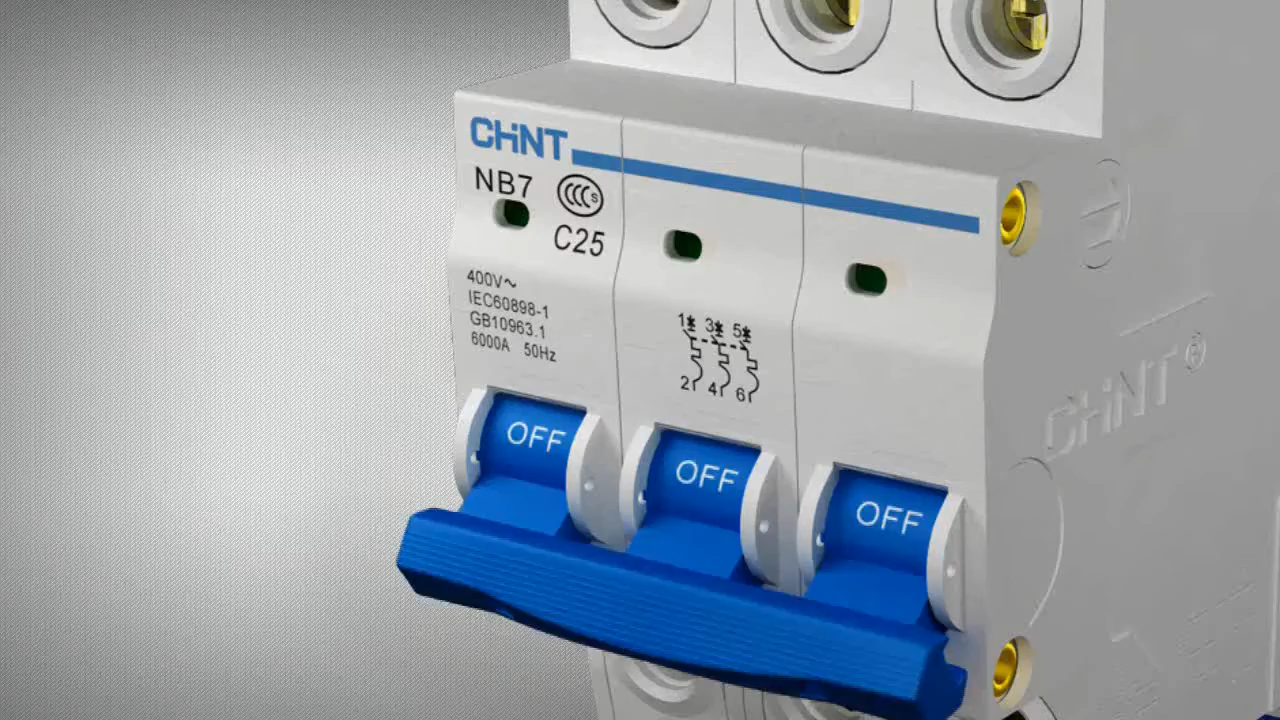 CHNT
NB7
CCC S
C25
400V~
IEC60898-1
GB10963.1
6000A 50Hz
1 3 5
2 4 6
OFF
OFF
OFF
CHNT®